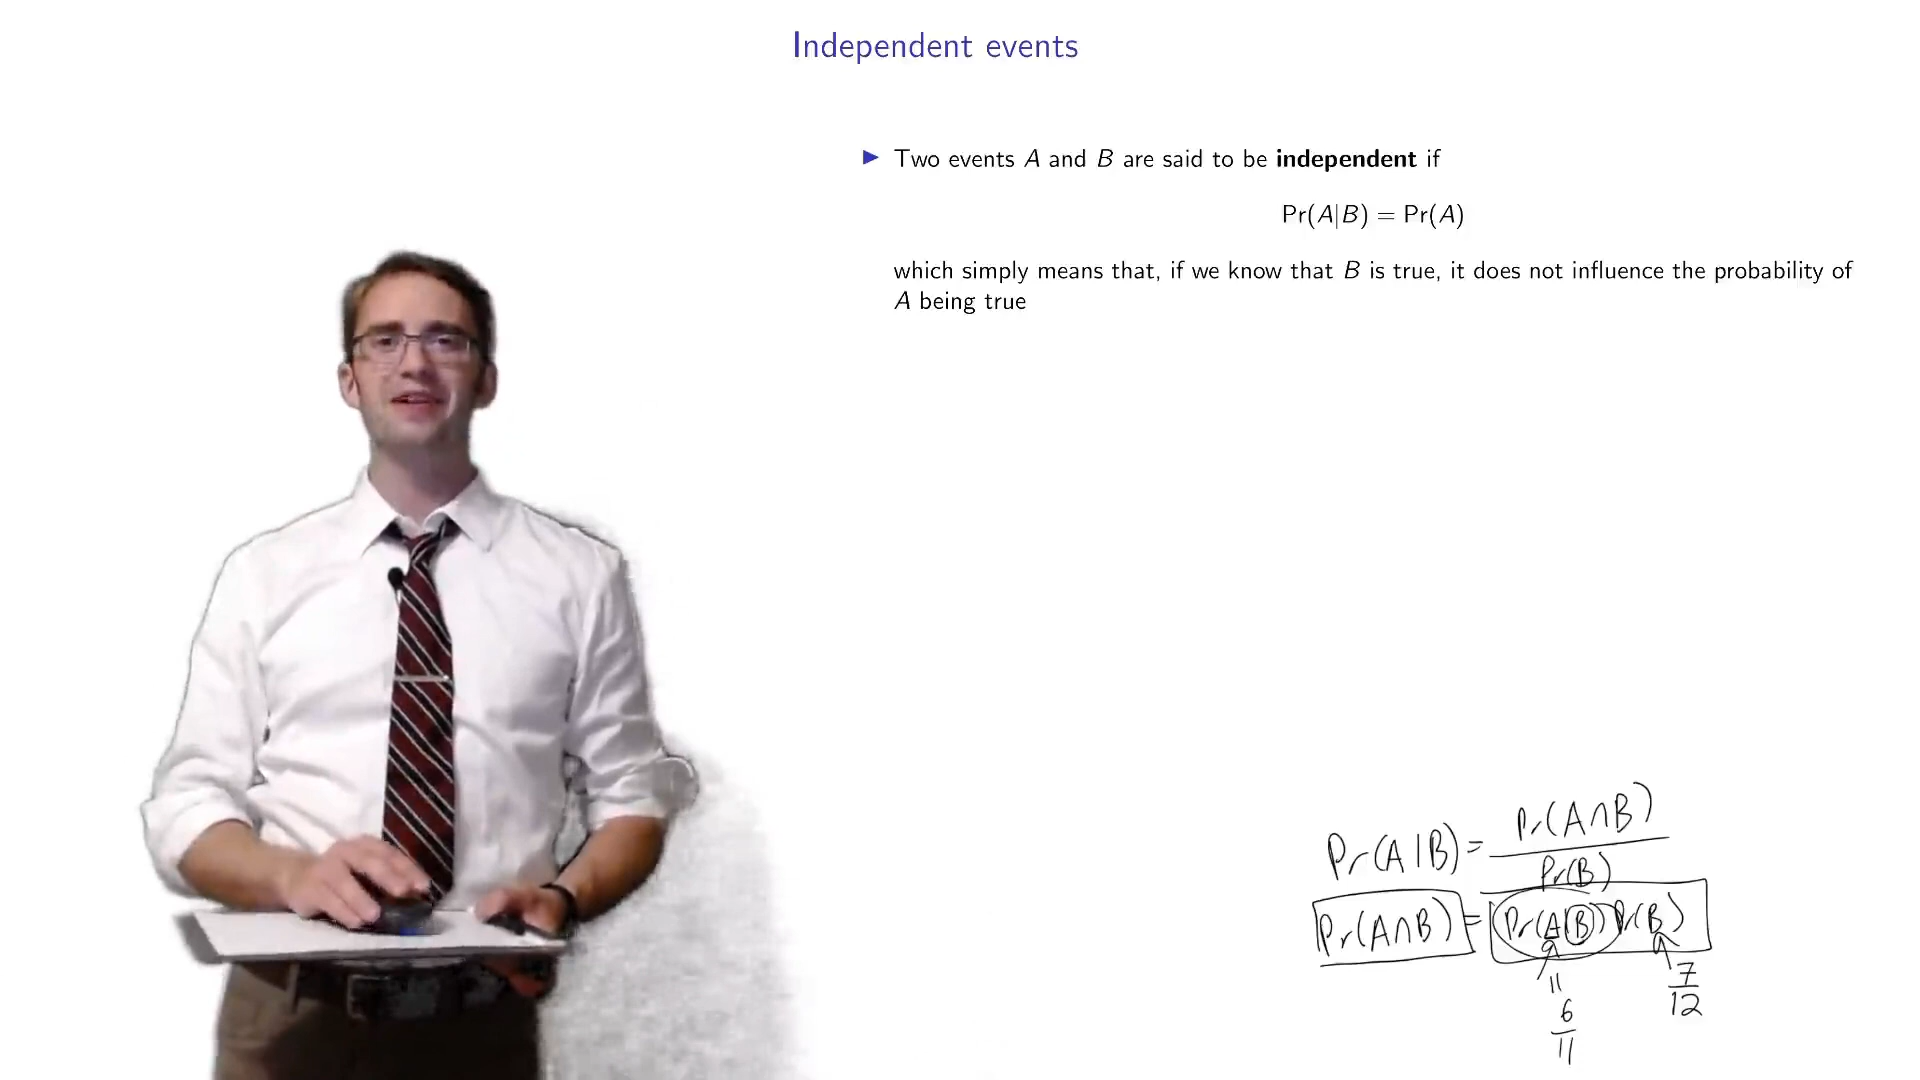 Independent events
▶ Two events A and B are said to be independent if
Pr(A|B) = Pr(A)
which simply means that, if we know that B is true, it does not influence the probability of
A being true
Pr(A|B) = Pr(A∩B)
Pr(B)
Pr(A∩B) = Pr(A|B) Pr(B)
11
7
12
6
11